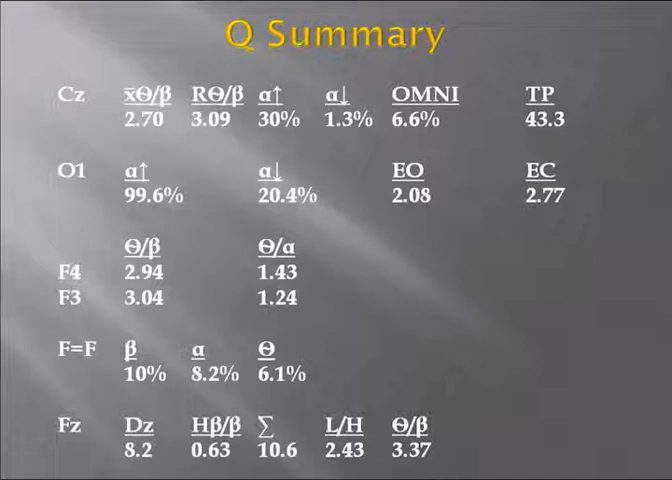 Q Summary
Cz x̄Θ/β RΘ/β α↑ α↓ OMNI TP
2.70 3.09 30% 1.3% 6.6% 43.3
O1 α↑ α↓ EO EC
99.6% 20.4% 2.08 2.77
Θ/β Θ/α
F4 2.94 1.43
F3 3.04 1.24
F=F β α Θ
10% 8.2% 6.1%
Fz Dz Hβ/β ∑ L/H Θ/β
8.2 0.63 10.6 2.43 3.37